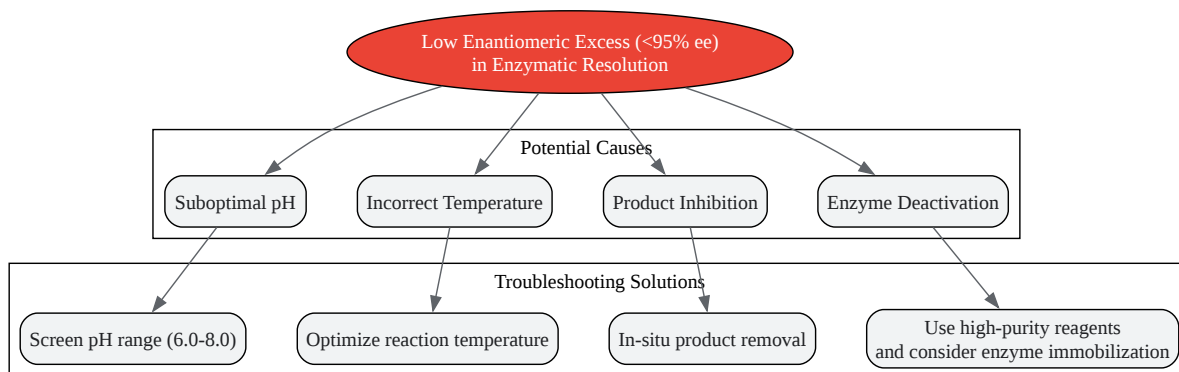 Low Enantiomeric Excess (<95% ee)
in Enzymatic Resolution
Potential Causes
Suboptimal pH
Incorrect Temperature
Product Inhibition
Enzyme Deactivation
Troubleshooting Solutions
Screen pH range (6.0-8.0)
Optimize reaction temperature
In-situ product removal
Use high-purity reagents
and consider enzyme immobilization